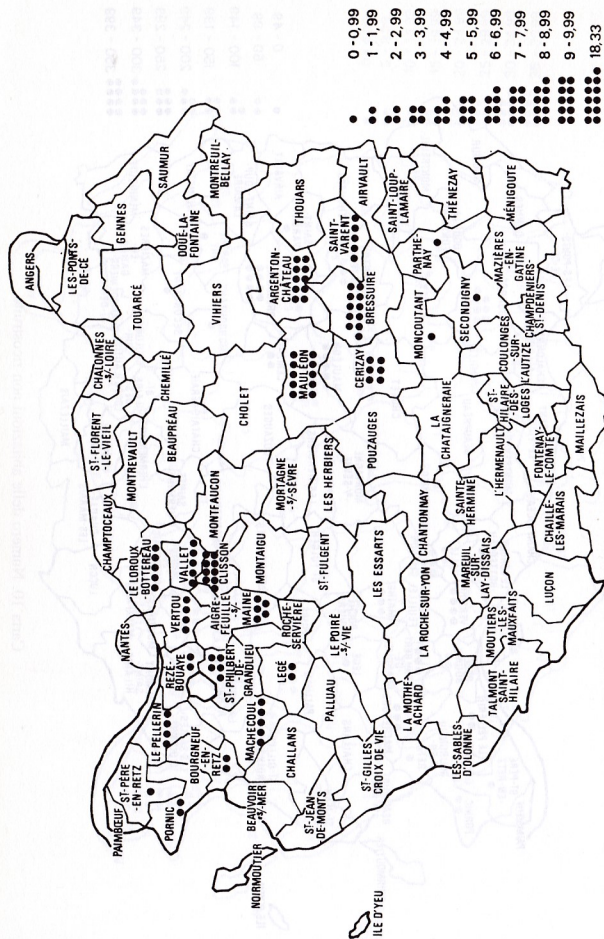 ANGERS
LES-PONTS-
DE-CÉ
SAUMUR
GENNES
DOUÉ-LA-
FONTAINE
MONTREUIL-
BELLAY
CHALONNES
-s/-LOIRE
TOUARCÉ
VIHIERS
THOUARS
ARGENTON-
CHÂTEAU
SAINT-
VARENT
AIRVAULT
SAINT-LOUP-
LAMAIRE
THÉNEZAY
MÉNIGOUTE
ST-FLORENT
-LE-VIEIL
CHEMILLÉ
CHOLET
MAULÉON
BRESSUIRE
CERIZAY
MONCOUTANT
PARTHE-
NAY
SECONDIGNY
MAZIÈRES-
EN-
GATINE
CHAMPDENIERS
ST-DENIS
COULONGES
-SUR-
L'AUTIZE
CHAMPTOCEAUX
MONTREVAULT
BEAUPRÉAU
MONTFAUCON
MORTAGNE
-s/-SÈVRE
LES HERBIERS
POUZAUGES
LA
CHATAIGNERAIE
ST-
HILAIRE
-DES-
LOGES
L'HERMENAULT
FONTENAY-
LE-COMTE
MAILLEZAIS
LE LOROUX
-BOTTEREAU
VALLET
CLISSON
MONTAIGU
ST-FULGENT
LES ESSARTS
CHANTONNAY
SAINTE-
HERMINE
CHAILLÉ-
LES-MARAIS
NANTES
VERTOU
AIGRE-
FEUILLE
-s/-
MAINE
ROCHE-
SERVIÈRE
LE POIRÉ
-s/-VIE
LA ROCHE-SUR-YON
MAREUIL-
SUR-
LAY-DISSAIS
LUÇON
REZÉ-
BOUAYE
ST-PHILBERT
-DE-
GRANDLIEU
LEGÉ
PALLUAU
LA MOTHE-
ACHARD
MOUTIERS
-LES-
MAUXFAITS
TALMONT
SAINT-
HILAIRE
LE PELLERIN
BOURGNEUF
-EN-
RETZ
MACHECOUL
CHALLANS
ST-GILLES
CROIX DE VIE
LES-SABLES-
D'OLONNE
PAIMBŒUF
ST-PÈRE
-EN-RETZ
PORNIC
BEAUVOIR
-s/-MER
ST-JEAN
DE-MONTS
NOIRMOUTIER
ILE D'YEU
0 - 0,99
1 - 1,99
2 - 2,99
3 - 3,99
4 - 4,99
5 - 5,99
6 - 6,99
7 - 7,99
8 - 8,99
9 - 9,99
18,33